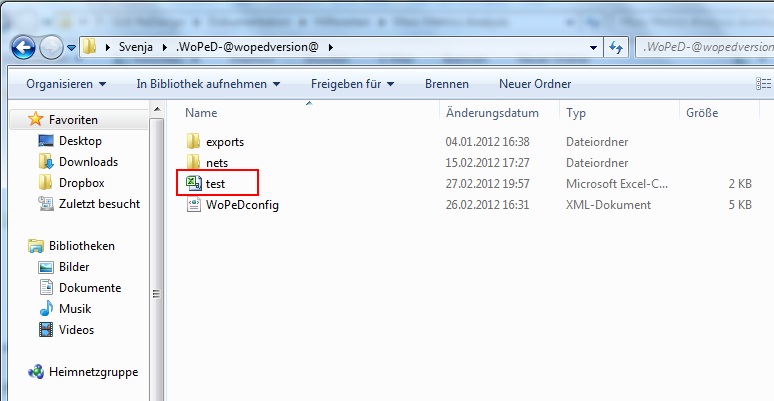 Svenja ▸ .WoPeD-@wopedversion@ ▸
.WoPeD-@wopedversion
Organisieren In Bibliothek aufnehmen Freigeben für Brennen Neuer Ordner
Name Änderungsdatum Typ Größe
Favoriten
Desktop
Downloads
Dropbox
Zuletzt besucht
Bibliotheken
Bilder
Dokumente
Musik
Videos
Heimnetzgruppe
exports 04.01.2012 16:38 Dateiordner
nets 15.02.2012 17:27 Dateiordner
test 27.02.2012 19:57 Microsoft Excel-C... 2 KB
WoPeDconfig 26.02.2012 16:31 XML-Dokument 5 KB